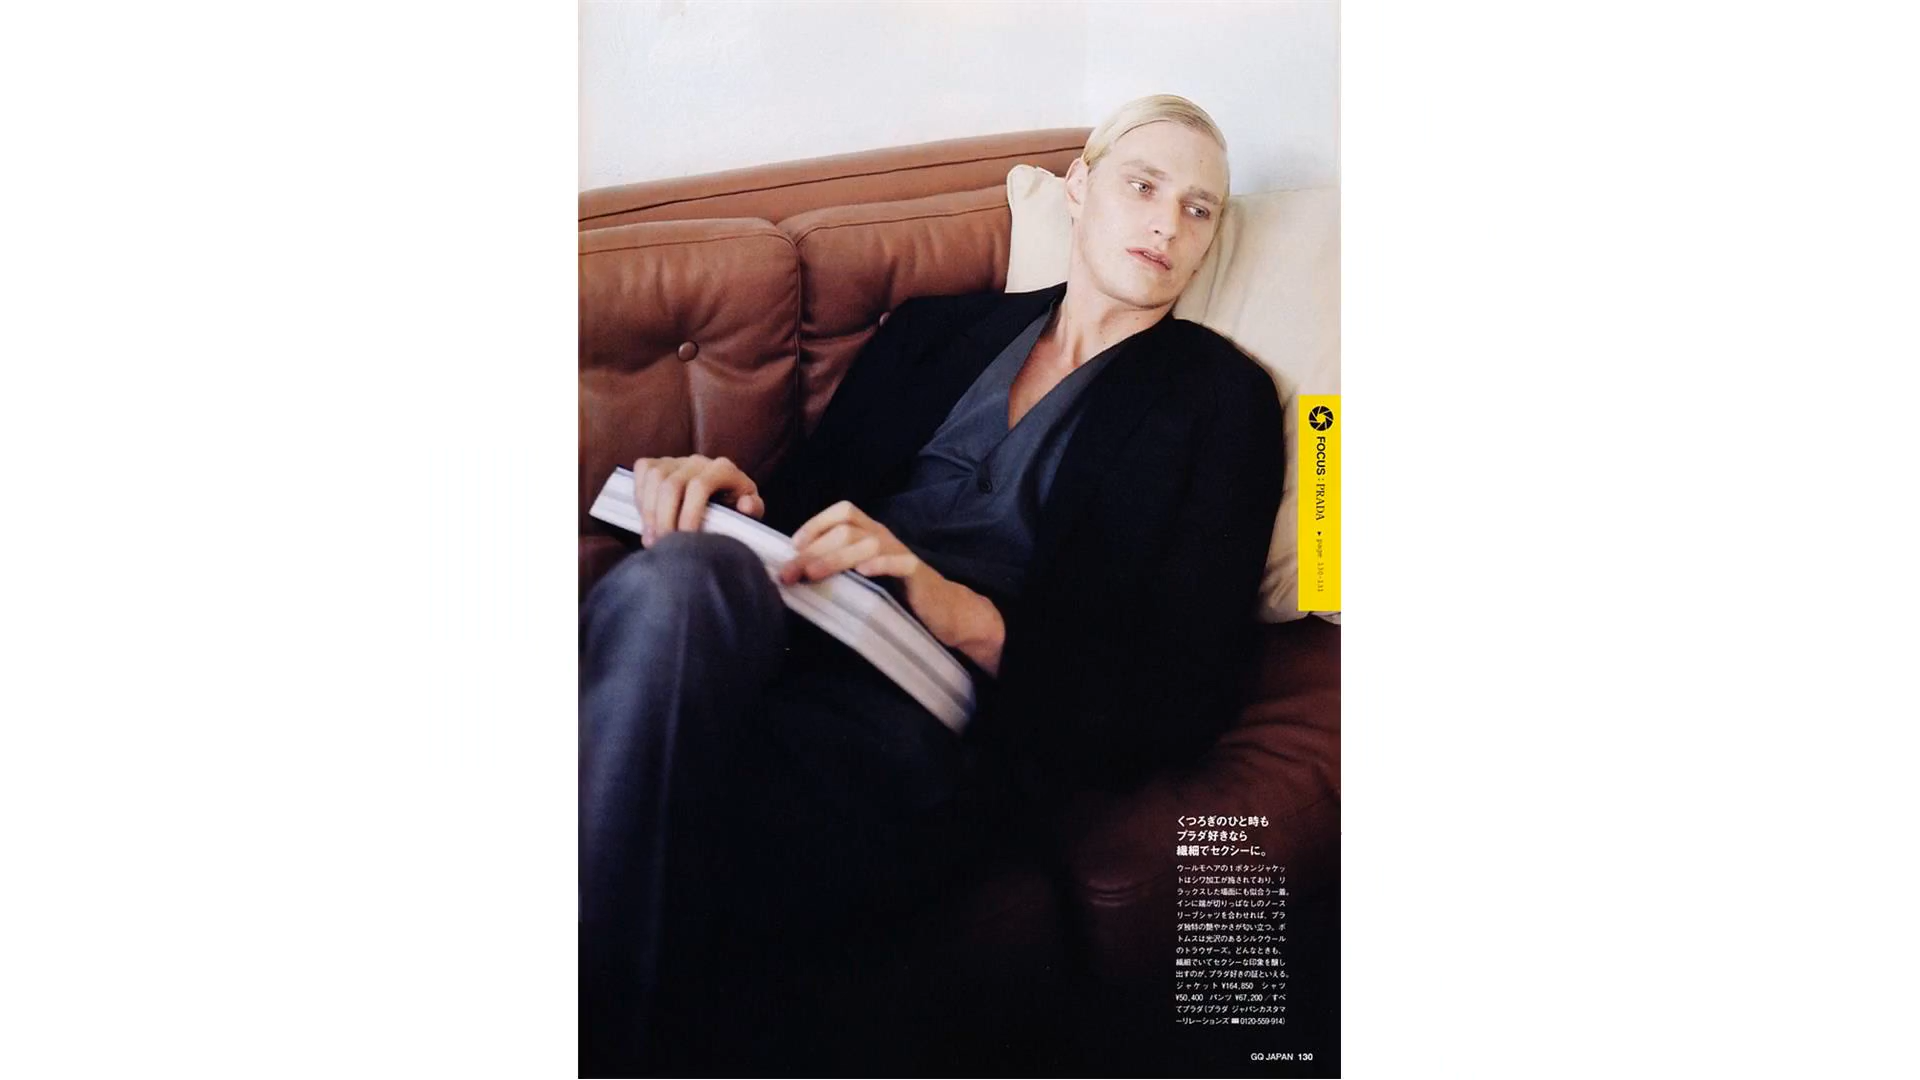 FOCUS : PRADA ▶ page 130-131
くつろぎのひと時も
プラダ好きなら
繊細でセクシーに。
ウールモヘアの1ボタンジャケッ
トはシワ加工が施されており、リ
ラックスした場面にも似合う一着。
インに端が切りっぱなしのノース
リーブシャツを合わせれば、プラ
ダ独特の艶やかさが匂い立つ。ボ
トムスは光沢のあるシルクウール
のトラウザーズ。どんなときも、
繊細でいてセクシーな印象を醸し
出すのが、プラダ好きの証といえる。
ジャケット ¥164,850 シャツ
¥50,400 パンツ ¥67,200／すべ
てプラダ(プラダ ジャパンカスタマ
ーリレーションズ 0120-559-914)
GQ JAPAN 130